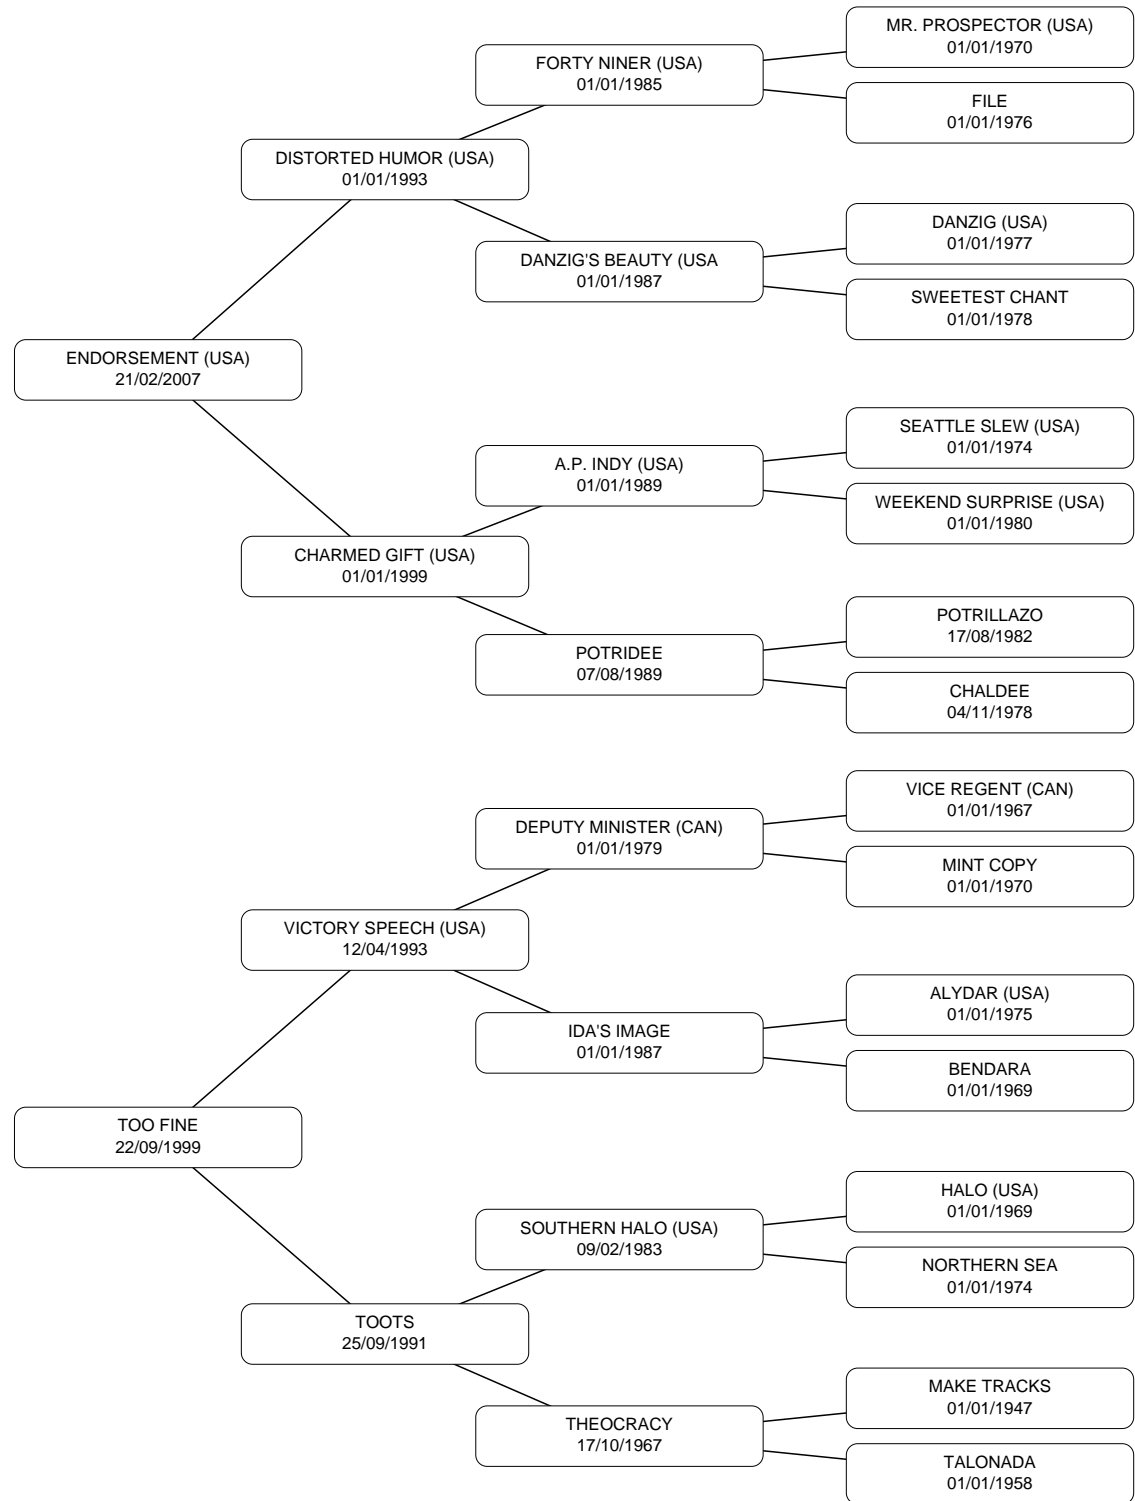 MR. PROSPECTOR (USA)
01/01/1970
FORTY NINER (USA)
01/01/1985
FILE
01/01/1976
DISTORTED HUMOR (USA)
01/01/1993
DANZIG (USA)
01/01/1977
DANZIG'S BEAUTY (USA
01/01/1987
SWEETEST CHANT
01/01/1978
ENDORSEMENT (USA)
21/02/2007
SEATTLE SLEW (USA)
01/01/1974
A.P. INDY (USA)
01/01/1989
WEEKEND SURPRISE (USA)
01/01/1980
CHARMED GIFT (USA)
01/01/1999
POTRILLAZO
17/08/1982
POTRIDEE
07/08/1989
CHALDEE
04/11/1978
VICE REGENT (CAN)
01/01/1967
DEPUTY MINISTER (CAN)
01/01/1979
MINT COPY
01/01/1970
VICTORY SPEECH (USA)
12/04/1993
ALYDAR (USA)
01/01/1975
IDA'S IMAGE
01/01/1987
BENDARA
01/01/1969
TOO FINE
22/09/1999
HALO (USA)
01/01/1969
SOUTHERN HALO (USA)
09/02/1983
NORTHERN SEA
01/01/1974
TOOTS
25/09/1991
MAKE TRACKS
01/01/1947
THEOCRACY
17/10/1967
TALONADA
01/01/1958